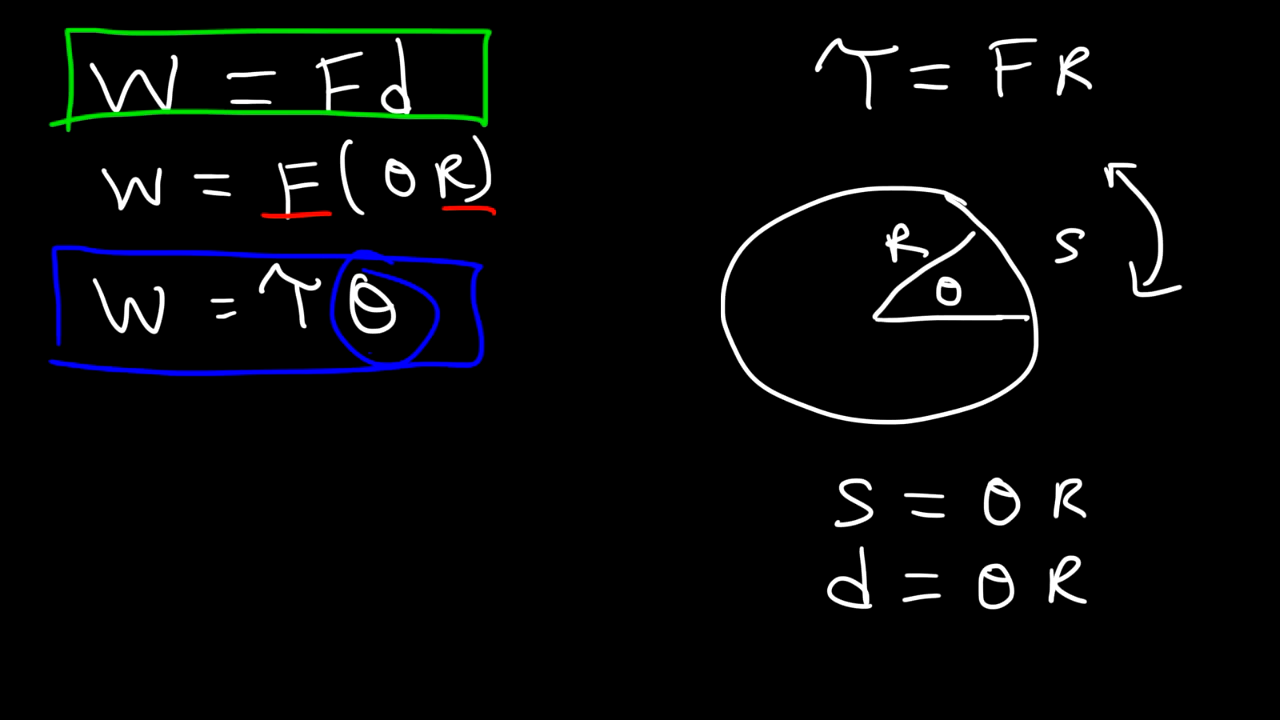 W = Fd
W = F(θR)
W = τθ
τ = FR
R
θ
S
S = θR
d = θR